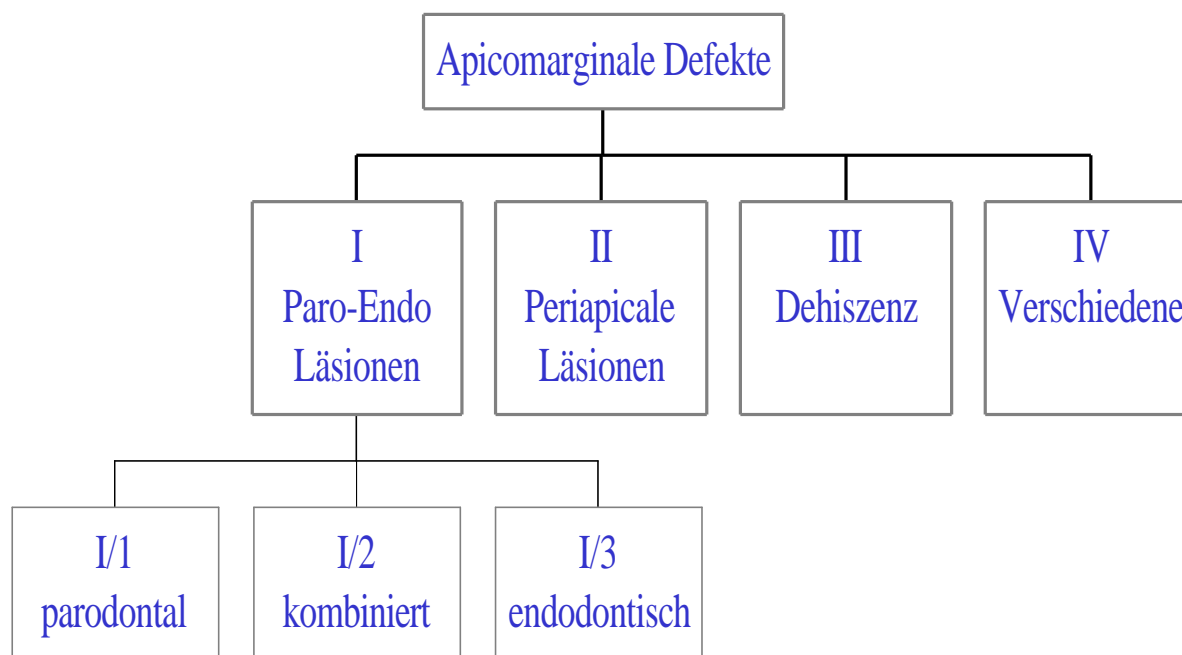 Apicomarginale Defekte
I
Paro-Endo
Läsionen
II
Periapicale
Läsionen
III
Dehiszenz
IV
Verschiedene
I/1
parodontal
I/2
kombiniert
I/3
endodontisch